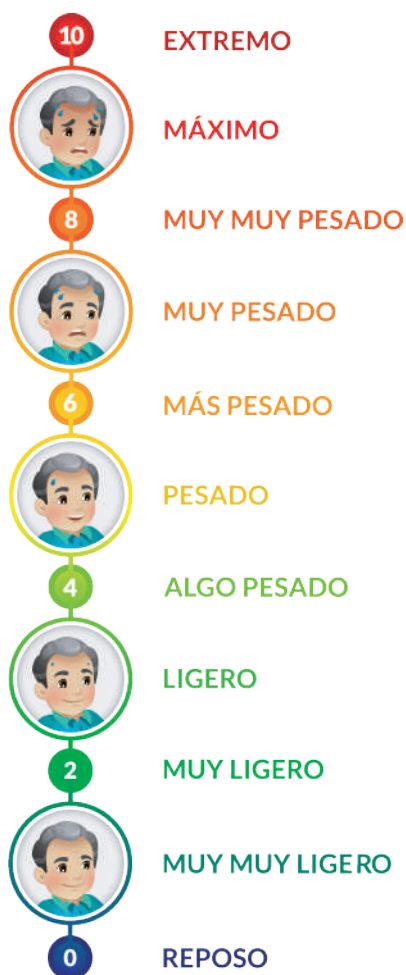 10 EXTREMO
MÁXIMO
8 MUY MUY PESADO
MUY PESADO
6 MÁS PESADO
PESADO
4 ALGO PESADO
LIGERO
2 MUY LIGERO
MUY MUY LIGERO
0 REPOSO